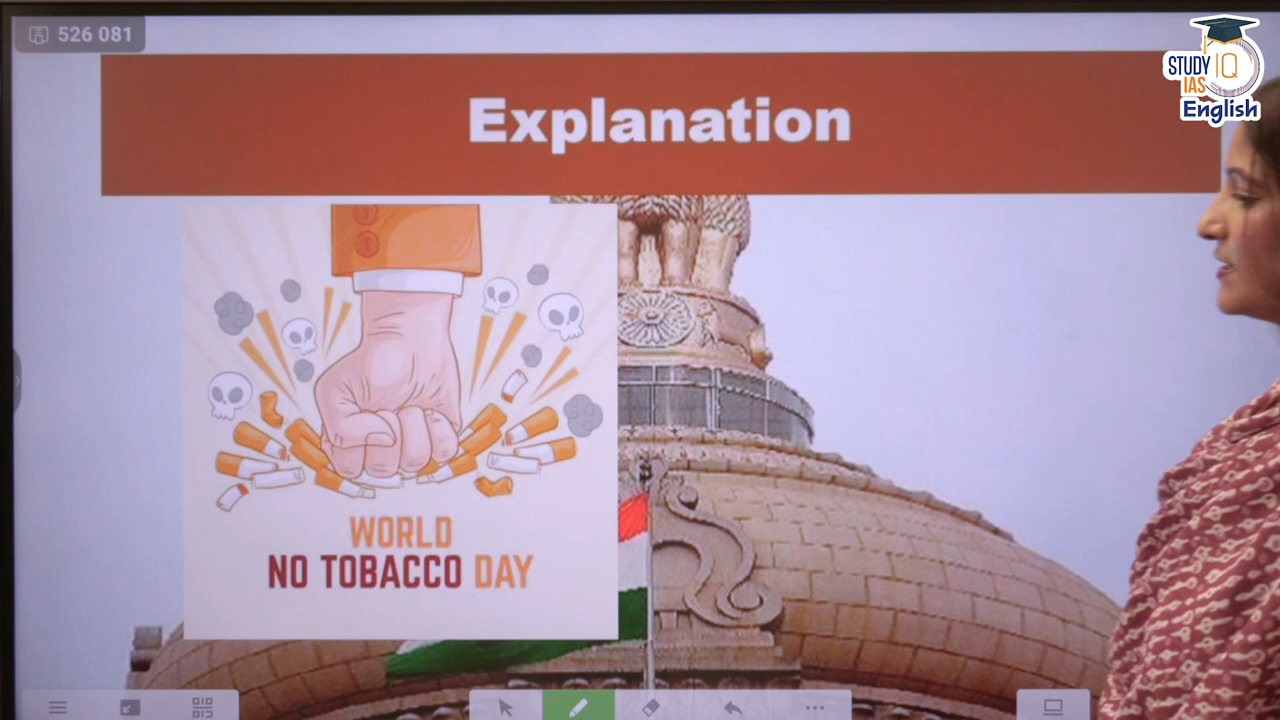 526 081
Explanation
STUDY IQ
IAS
English
WORLD
NO TOBACCO DAY